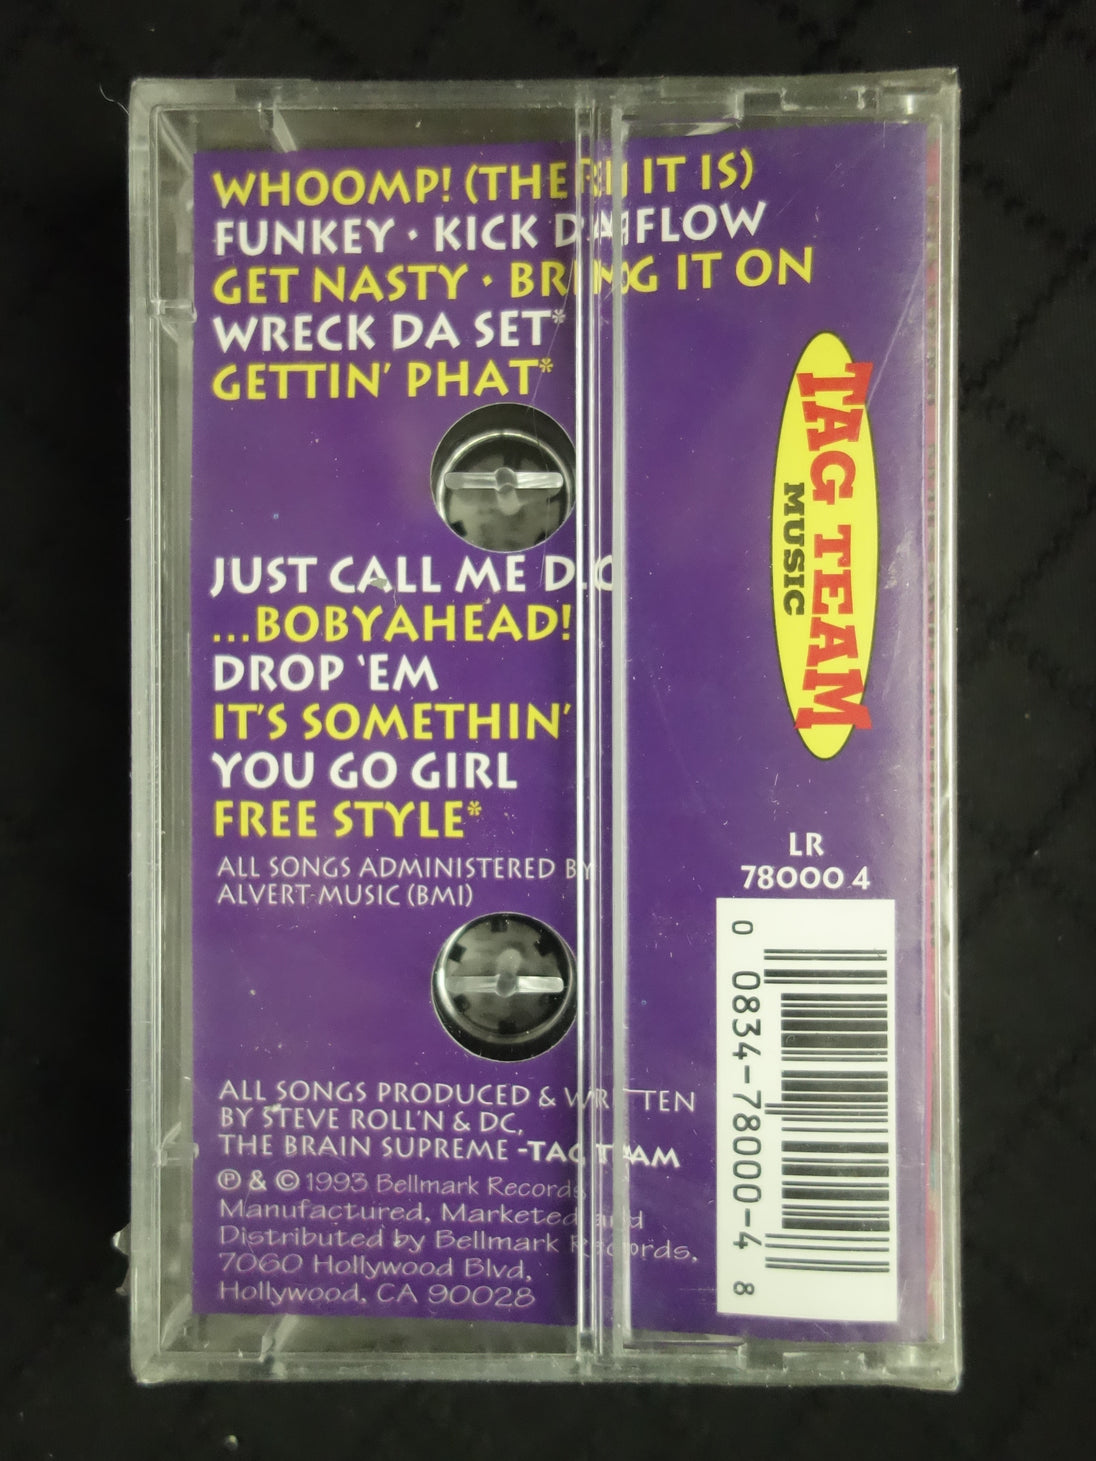 WHOOMP! (THERE IT IS)
FUNKEY · KICK DA FLOW
GET NASTY · BRING IT ON
WRECK DA SET*
GETTIN' PHAT*
JUST CALL ME D.C.
...BOBYAHEAD!
DROP 'EM
IT'S SOMETHIN'
YOU GO GIRL
FREE STYLE*
ALL SONGS ADMINISTERED BY
ALVERT MUSIC (BMI)
ALL SONGS PRODUCED & WRITTEN
BY STEVE ROLL'N & DC,
THE BRAIN SUPREME -TAG TEAM
℗ & © 1993 Bellmark Records
Manufactured, Marketed and
Distributed by Bellmark Records,
7060 Hollywood Blvd,
Hollywood, CA 90028
TAG TEAM
MUSIC
LR
78000 4
0 0834-78000-4 8